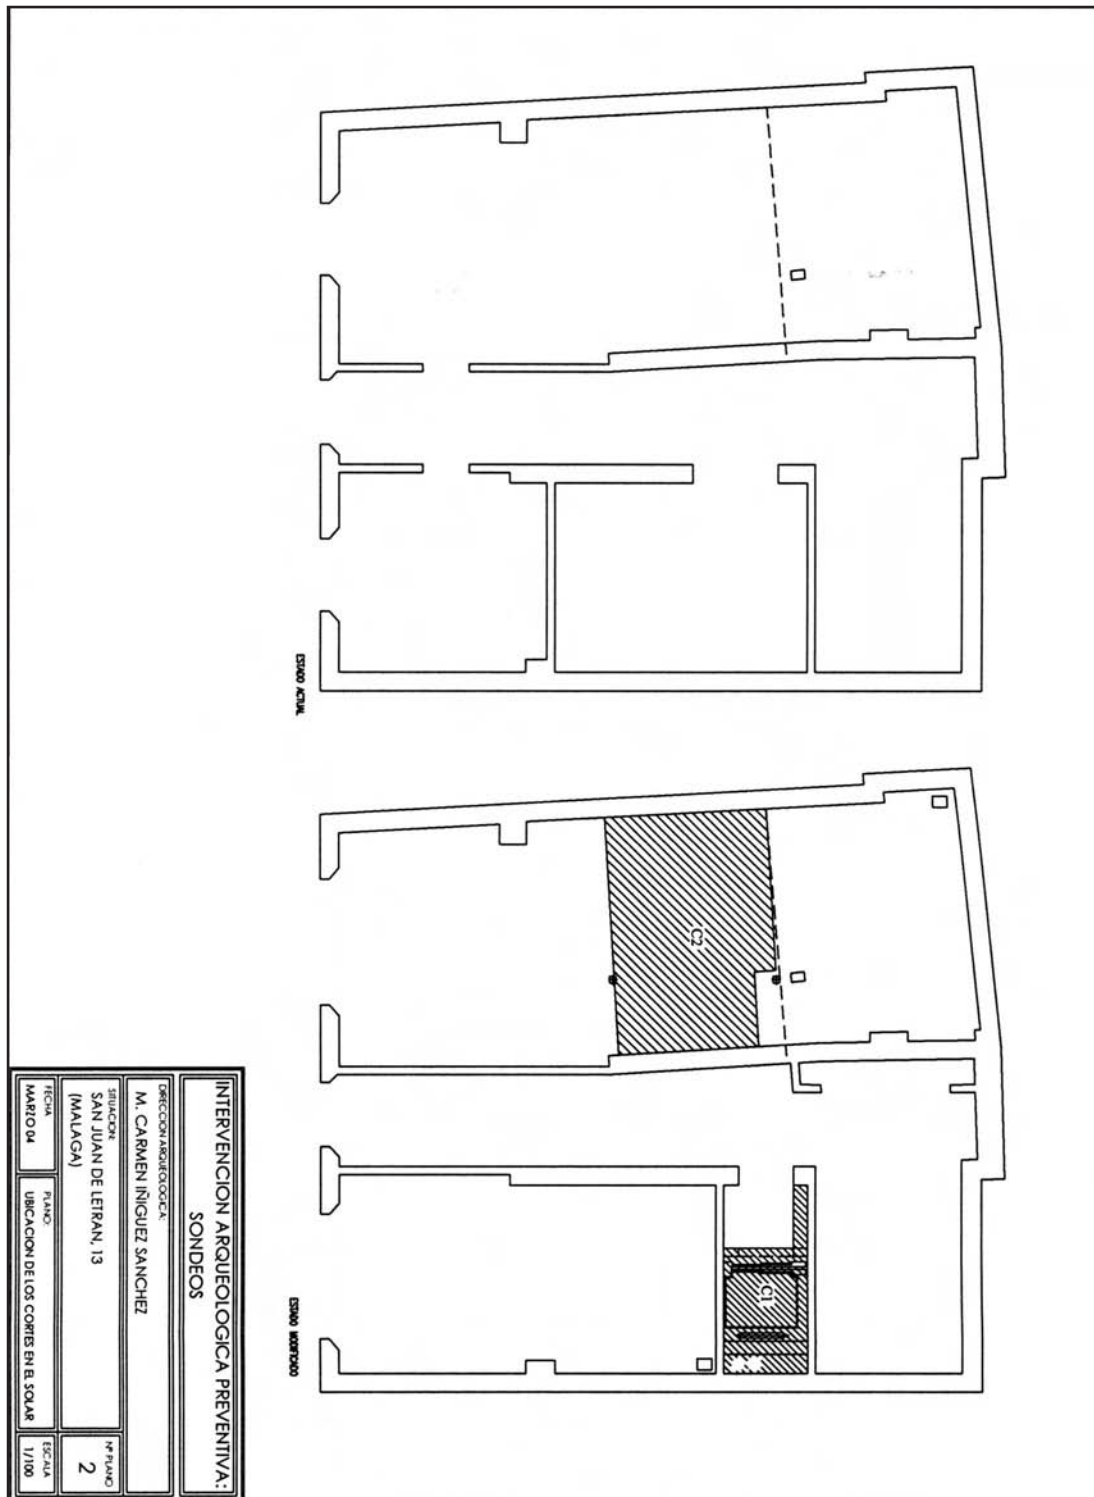 ESTADO ACTUAL
C2
C1
ESTADO MODIFICADO
INTERVENCION ARQUEOLOGICA PREVENTIVA:
SONDEOS
DIRECCION ARQUEOLOGICA:
M. CARMEN IÑIGUEZ SANCHEZ
SITUACION:
SAN JUAN DE LETRAN, 13
(MALAGA)
Nº PLANO
2
FECHA
MARZO 04
PLANO:
UBICACION DE LOS CORTES EN EL SOLAR
ESCALA
1/100